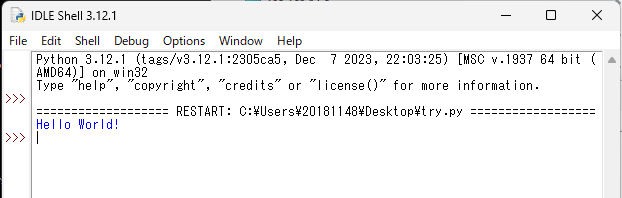 IDLE Shell 3.12.1
File Edit Shell Debug Options Window Help
Python 3.12.1 (tags/v3.12.1:2305ca5, Dec  7 2023, 22:03:25) [MSC v.1937 64 bit (
AMD64)] on win32
Type "help", "copyright", "credits" or "license()" for more information.
>>>
================== RESTART: C:¥Users¥20181148¥Desktop¥try.py =================
Hello World!
>>>